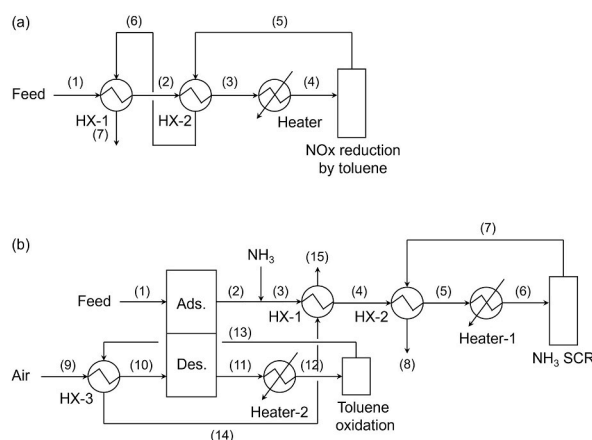 (a)
(6)
(5)
(1)
(2)
(3)
(4)
Feed
HX-1
HX-2
Heater
(7)
NOx reduction
by toluene
(b)
NH₃
(15)
(7)
(1)
(2)
(3)
(4)
(5)
(6)
Feed
Ads.
HX-1
HX-2
Heater-1
(13)
(8)
NH₃ SCR
Air
(9)
(10)
Des.
(11)
(12)
HX-3
Heater-2
Toluene
oxidation
(14)